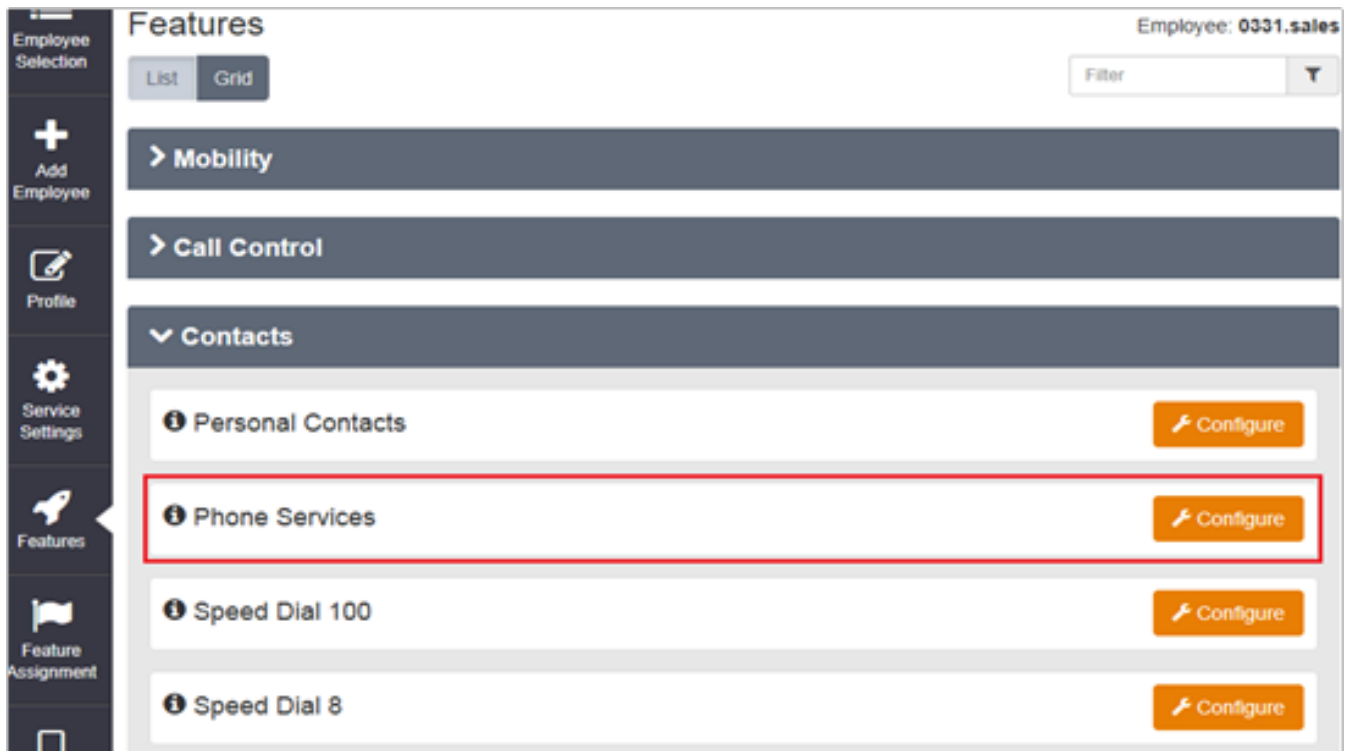 Employee
Selection
Add
Employee
Profile
Service
Settings
Features
Feature
Assignment
Features
Employee: 0331.sales
List
Grid
Filter
Mobility
Call Control
Contacts
Personal Contacts
Configure
Phone Services
Configure
Speed Dial 100
Configure
Speed Dial 8
Configure